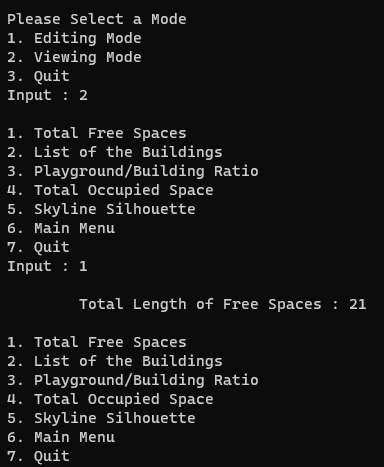 Please Select a Mode
1. Editing Mode
2. Viewing Mode
3. Quit
Input : 2
1. Total Free Spaces
2. List of the Buildings
3. Playground/Building Ratio
4. Total Occupied Space
5. Skyline Silhouette
6. Main Menu
7. Quit
Input : 1
Total Length of Free Spaces : 21
1. Total Free Spaces
2. List of the Buildings
3. Playground/Building Ratio
4. Total Occupied Space
5. Skyline Silhouette
6. Main Menu
7. Quit